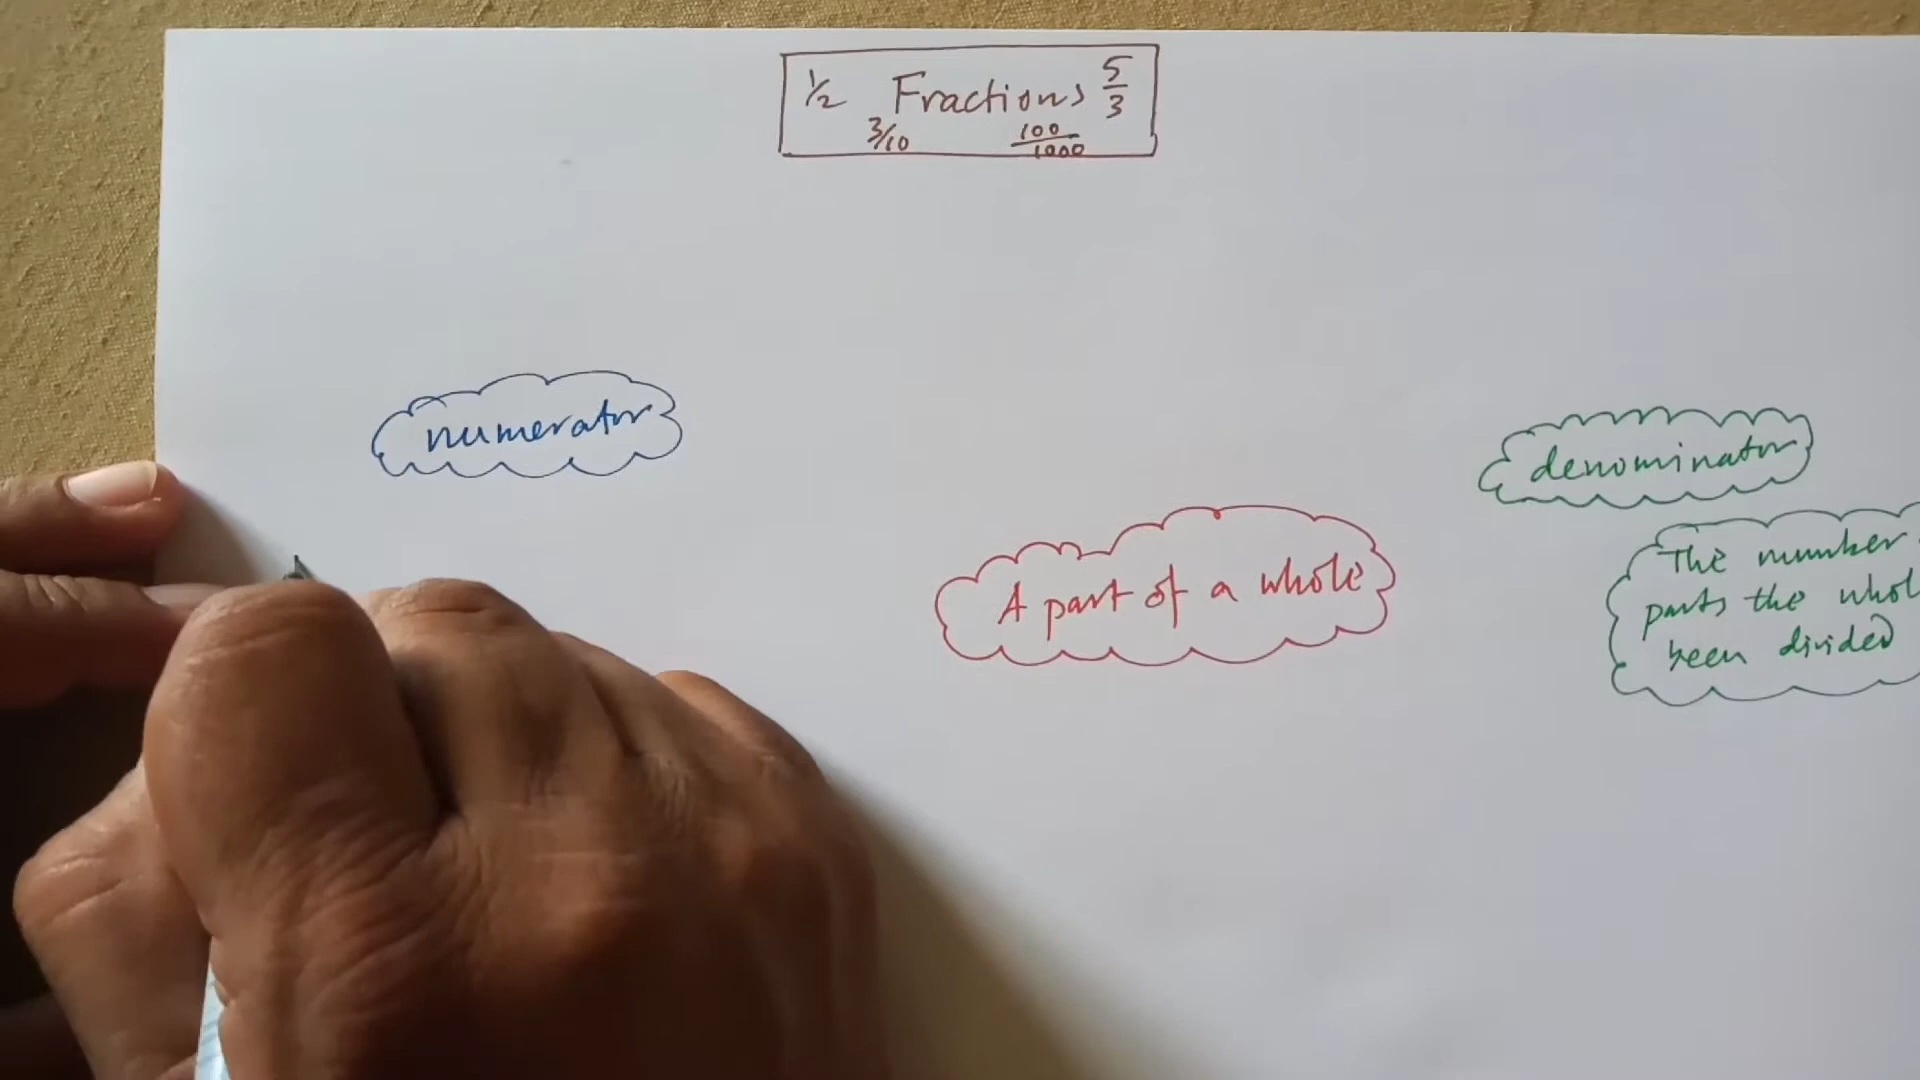 1/2 Fractions 5/3
3/10 100/1000
numerator
denominator
A part of a whole
The number
parts the whol
been divided